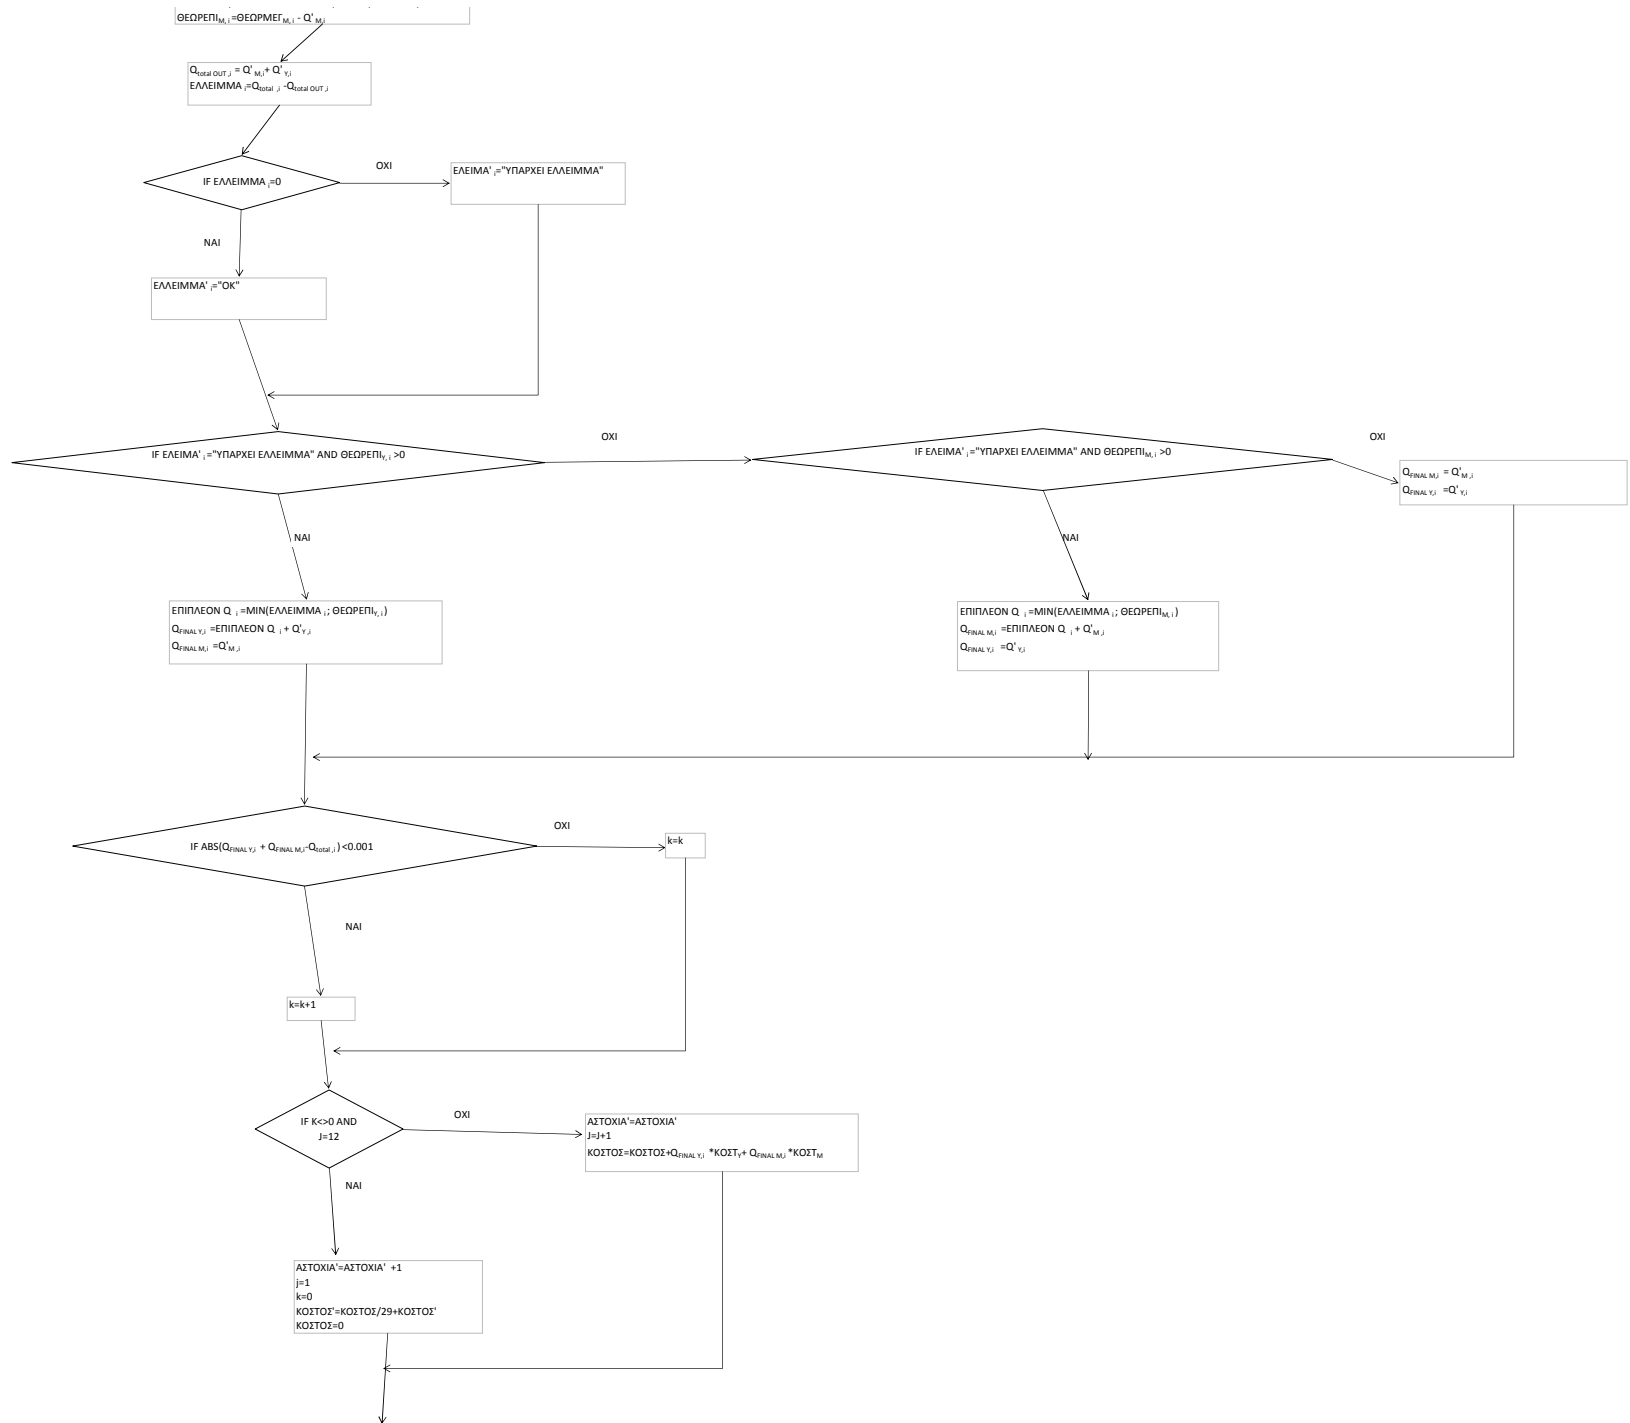 ΘΕΩΡΕΠΙM, i =ΘΕΩΡΜΕΓM, i - Q' M,i
Qtotal OUT ,i = Q' M,i+ Q' Y,i
ΕΛΛΕΙΜΜΑ i=Qtotal ,i -Qtotal OUT ,i
IF ΕΛΛΕΙΜΜΑ i=0
ΟΧΙ
ΕΛΕΙΜΑ' i="ΥΠΑΡΧΕΙ ΕΛΛΕΙΜΜΑ"
ΝΑΙ
ΕΛΛΕΙΜΜΑ' i="OK"
IF ΕΛΕΙΜΑ' i ="ΥΠΑΡΧΕΙ ΕΛΛΕΙΜΜΑ" AND ΘΕΩΡΕΠΙY, i >0
ΟΧΙ
IF ΕΛΕΙΜΑ' i ="ΥΠΑΡΧΕΙ ΕΛΛΕΙΜΜΑ" AND ΘΕΩΡΕΠΙM, i >0
ΟΧΙ
QFINAL M,i = Q'M ,i
QFINAL Y,i =Q' Y,i
ΝΑΙ
ΝΑΙ
ΕΠΙΠΛΕΟΝ Q i =MIN(ΕΛΛΕΙΜΜΑ i ; ΘΕΩΡΕΠΙY, i )
QFINAL Y,i =ΕΠΙΠΛΕΟΝ Q i + Q'Y ,i
QFINAL M,i =Q'M ,i
ΕΠΙΠΛΕΟΝ Q i =MIN(ΕΛΛΕΙΜΜΑ i ; ΘΕΩΡΕΠΙM, i )
QFINAL M,i =ΕΠΙΠΛΕΟΝ Q i + Q'M ,i
QFINAL Y,i =Q' Y,i
IF ABS(QFINAL Y,i + QFINAL M,i-Qtotal ,i )<0.001
ΟΧΙ
k=k
ΝΑΙ
k=k+1
IF K<>0 AND
J=12
ΟΧΙ
ΑΣΤΟΧΙΑ'=ΑΣΤΟΧΙΑ'
J=J+1
ΚΟΣΤΟΣ=ΚΟΣΤΟΣ+QFINAL Y,i *ΚΟΣΤY+ QFINAL M,i *ΚΟΣΤM
ΝΑΙ
ΑΣΤΟΧΙΑ'=ΑΣΤΟΧΙΑ' +1
j=1
k=0
ΚΟΣΤΟΣ'=ΚΟΣΤΟΣ/29+ΚΟΣΤΟΣ'
ΚΟΣΤΟΣ=0